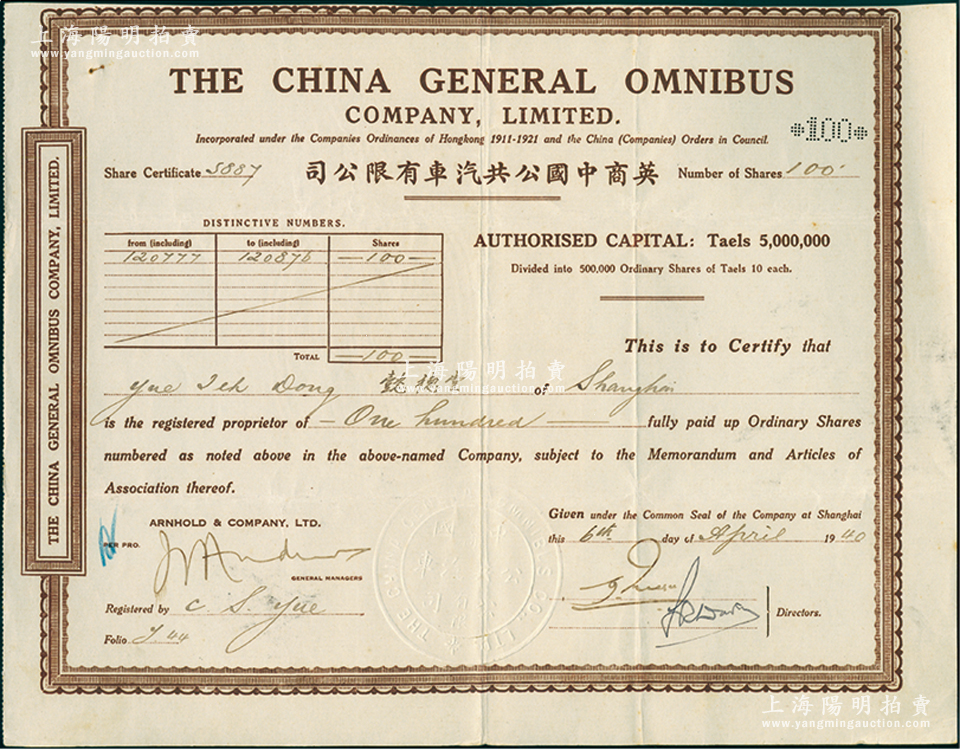 上海陽明拍賣
www.yangmingauction.com
THE CHINA GENERAL OMNIBUS
COMPANY, LIMITED.
*100*
Incorporated under the Companies Ordinances of Hongkong 1911-1921 and the China (Companies) Orders in Council.
Share Certificate 5887
司公限有車汽共公國中商英
Number of Shares 100
THE CHINA GENERAL OMNIBUS COMPANY, LIMITED.
DISTINCTIVE NUMBERS.
from (including) to (including) Shares
120777 120876 —100—
TOTAL —100—
AUTHORISED CAPITAL: Taels 5,000,000
Divided into 500,000 Ordinary Shares of Taels 10 each.
This is to Certify that
上海陽明拍賣
www.yangmingauction.com
Yue Teh Dong of Shanghai
is the registered proprietor of — One hundred — fully paid up Ordinary Shares
numbered as noted above in the above-named Company, subject to the Memorandum and Articles of
Association thereof.
ARNHOLD & COMPANY, LTD.
PER PRO.
GENERAL MANAGERS
Registered by C. S. Yue
Folio Y. 44
Given under the Common Seal of the Company at Shanghai
this 6th day of April 1940
Directors.
上海陽明拍賣
www.yangmingauction.com